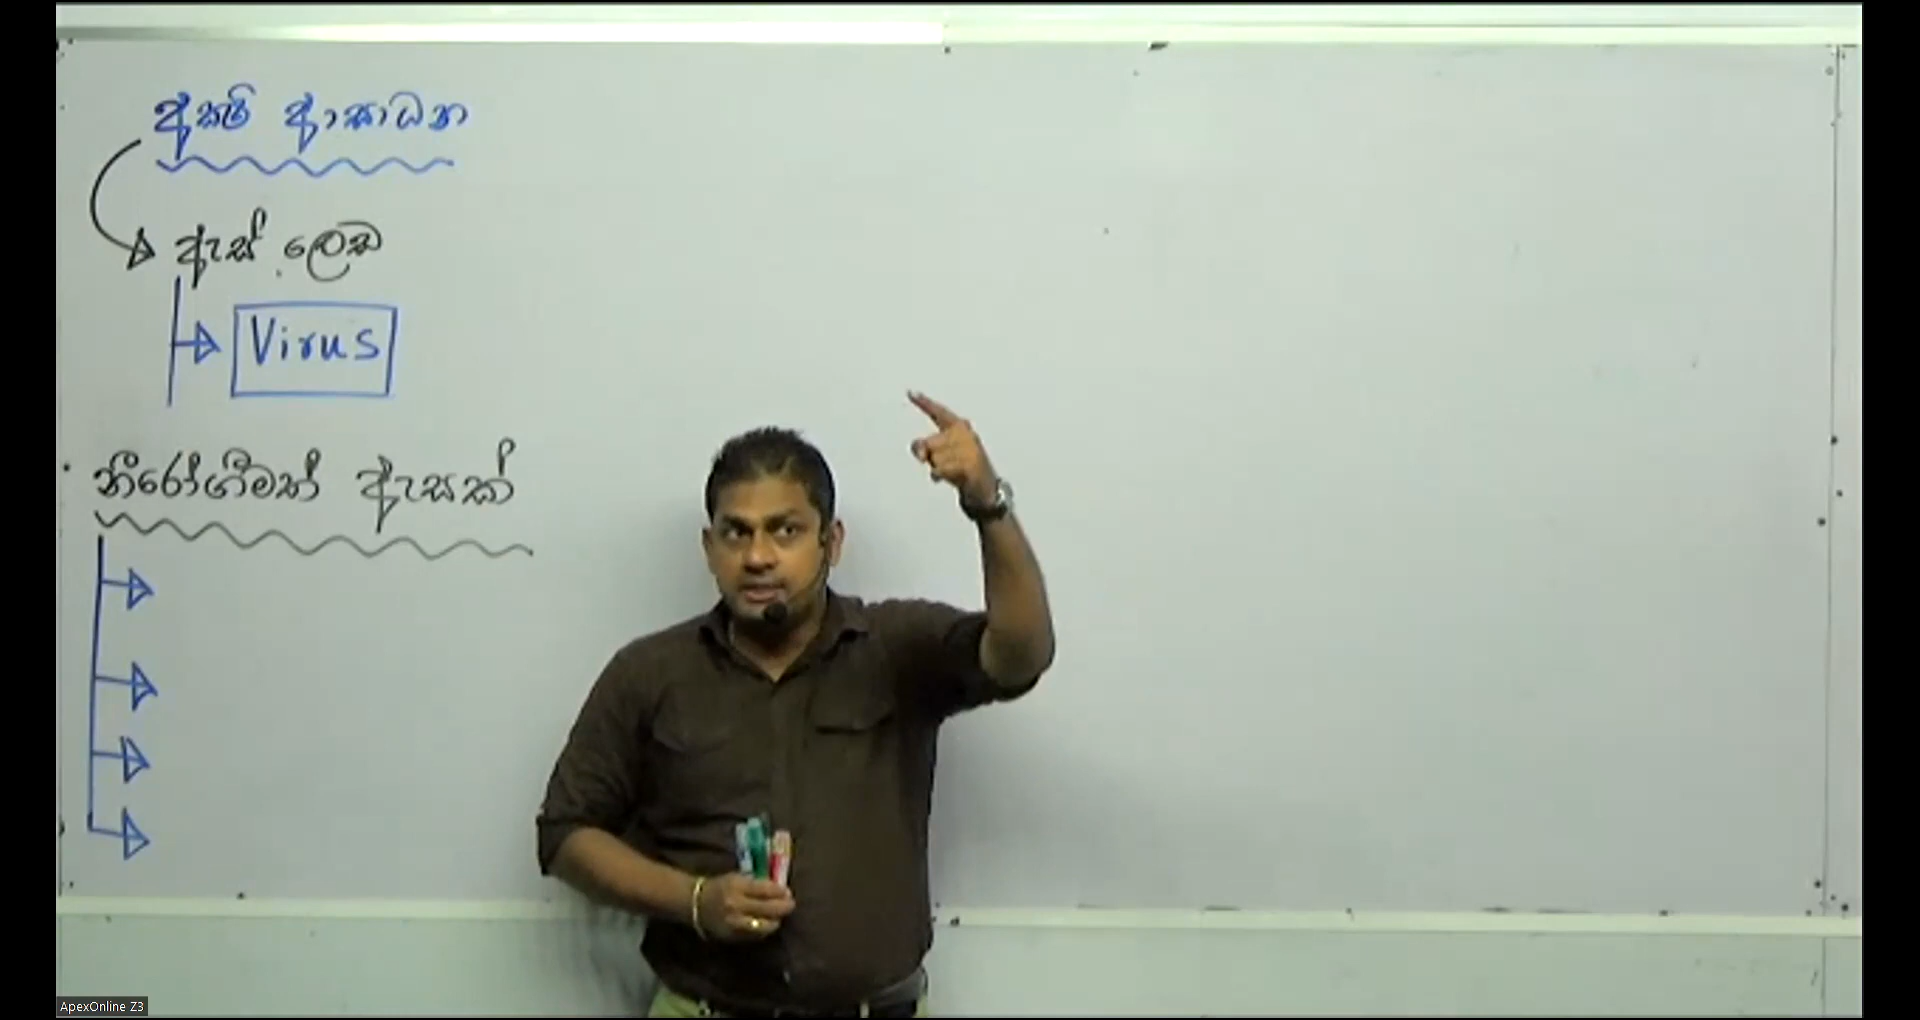 අක්ෂි ආසාධන
ඇස් ලෙඩ
Virus
නීරෝගීමත් ඇසක්
ApexOnline Z3